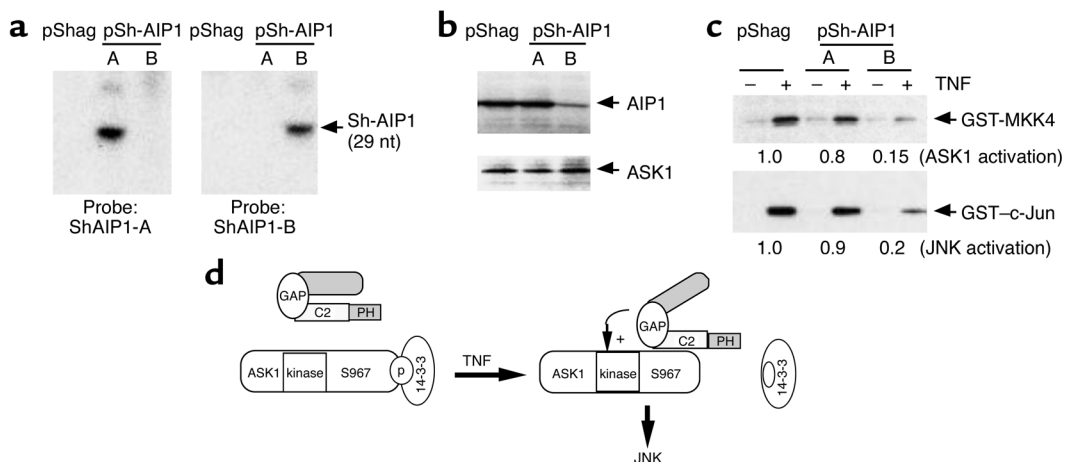 a
pShag pSh-AIP1 pShag pSh-AIP1
A B A B
Sh-AIP1
(29 nt)
Probe:
ShAIP1-A
Probe:
ShAIP1-B
b
pShag pSh-AIP1
A B
AIP1
ASK1
c
pShag pSh-AIP1
A B
– + – + – + TNF
GST-MKK4
1.0 0.8 0.15 (ASK1 activation)
GST–c-Jun
1.0 0.9 0.2 (JNK activation)
d
GAP
C2 PH
ASK1 kinase S967 p 14-3-3
TNF
GAP
+
C2 PH
ASK1 kinase S967
14-3-3
JNK